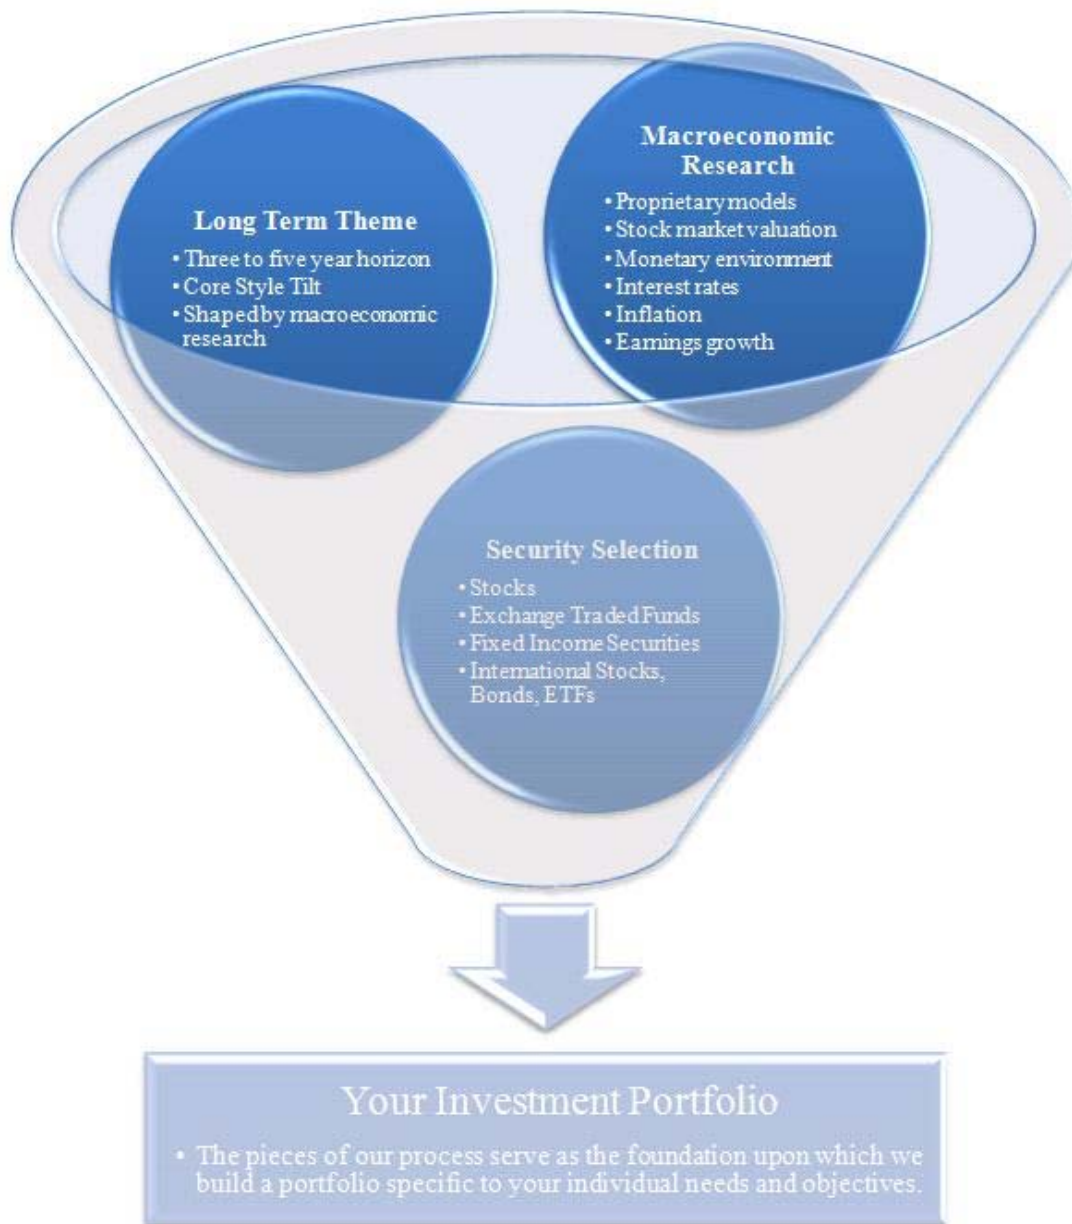 Long Term Theme
• Three to five year horizon
• Core Style Tilt
• Shaped by macroeconomic
research
Macroeconomic
Research
• Proprietary models
• Stock market valuation
• Monetary environment
• Interest rates
• Inflation
• Earnings growth
Security Selection
• Stocks
• Exchange Traded Funds
• Fixed Income Securities
• International Stocks,
Bonds, ETFs
Your Investment Portfolio
• The pieces of our process serve as the foundation upon which we
build a portfolio specific to your individual needs and objectives.